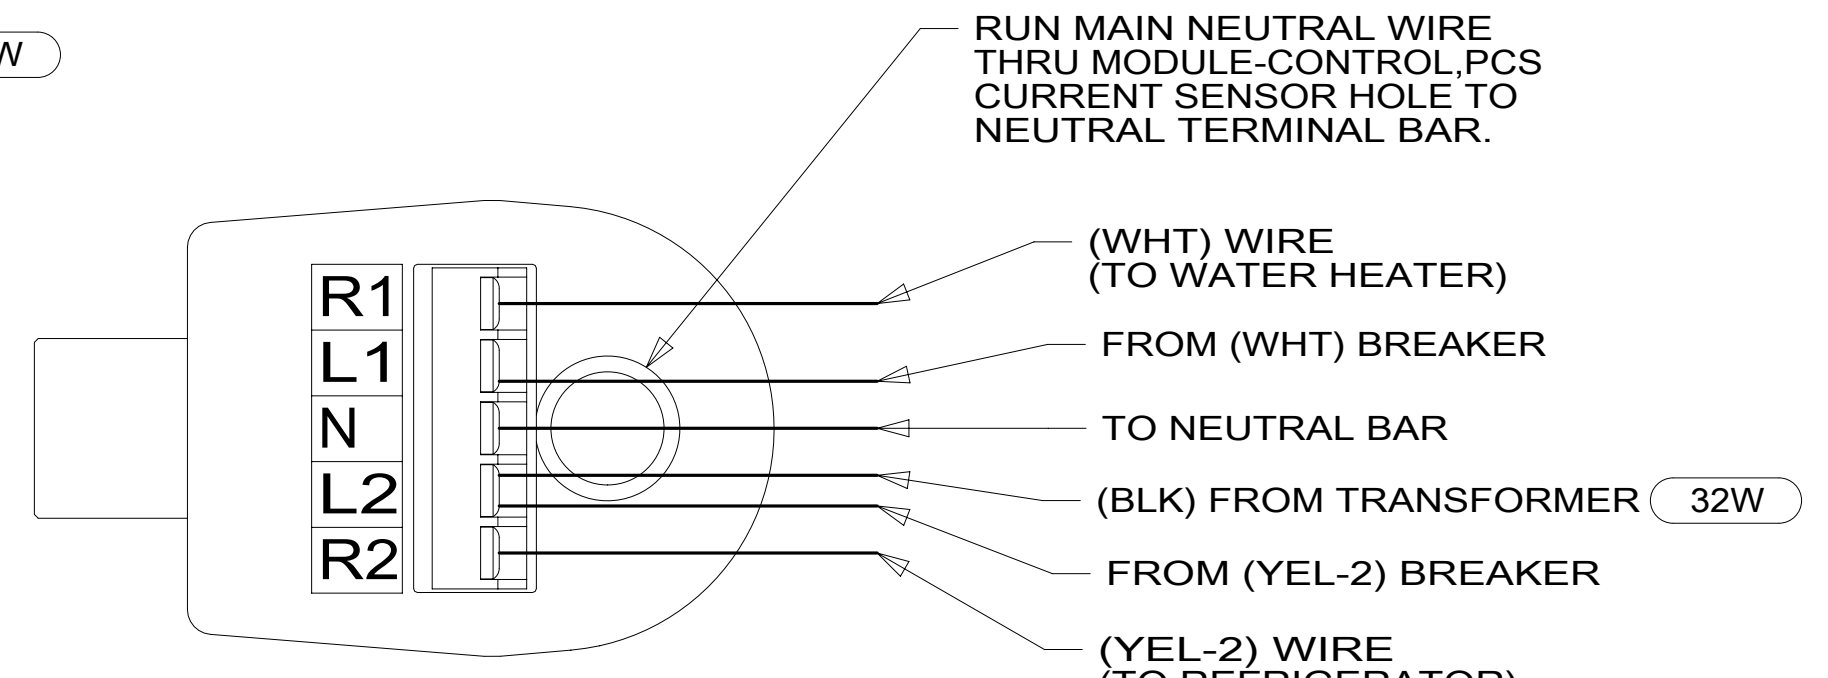 W
RUN MAIN NEUTRAL WIRE
THRU MODULE-CONTROL,PCS
CURRENT SENSOR HOLE TO
NEUTRAL TERMINAL BAR.
(WHT) WIRE
(TO WATER HEATER)
R1
L1
FROM (WHT) BREAKER
N
TO NEUTRAL BAR
L2
(BLK) FROM TRANSFORMER 32W
R2
FROM (YEL-2) BREAKER
(YEL-2) WIRE
(TO REFRIGERATOR)